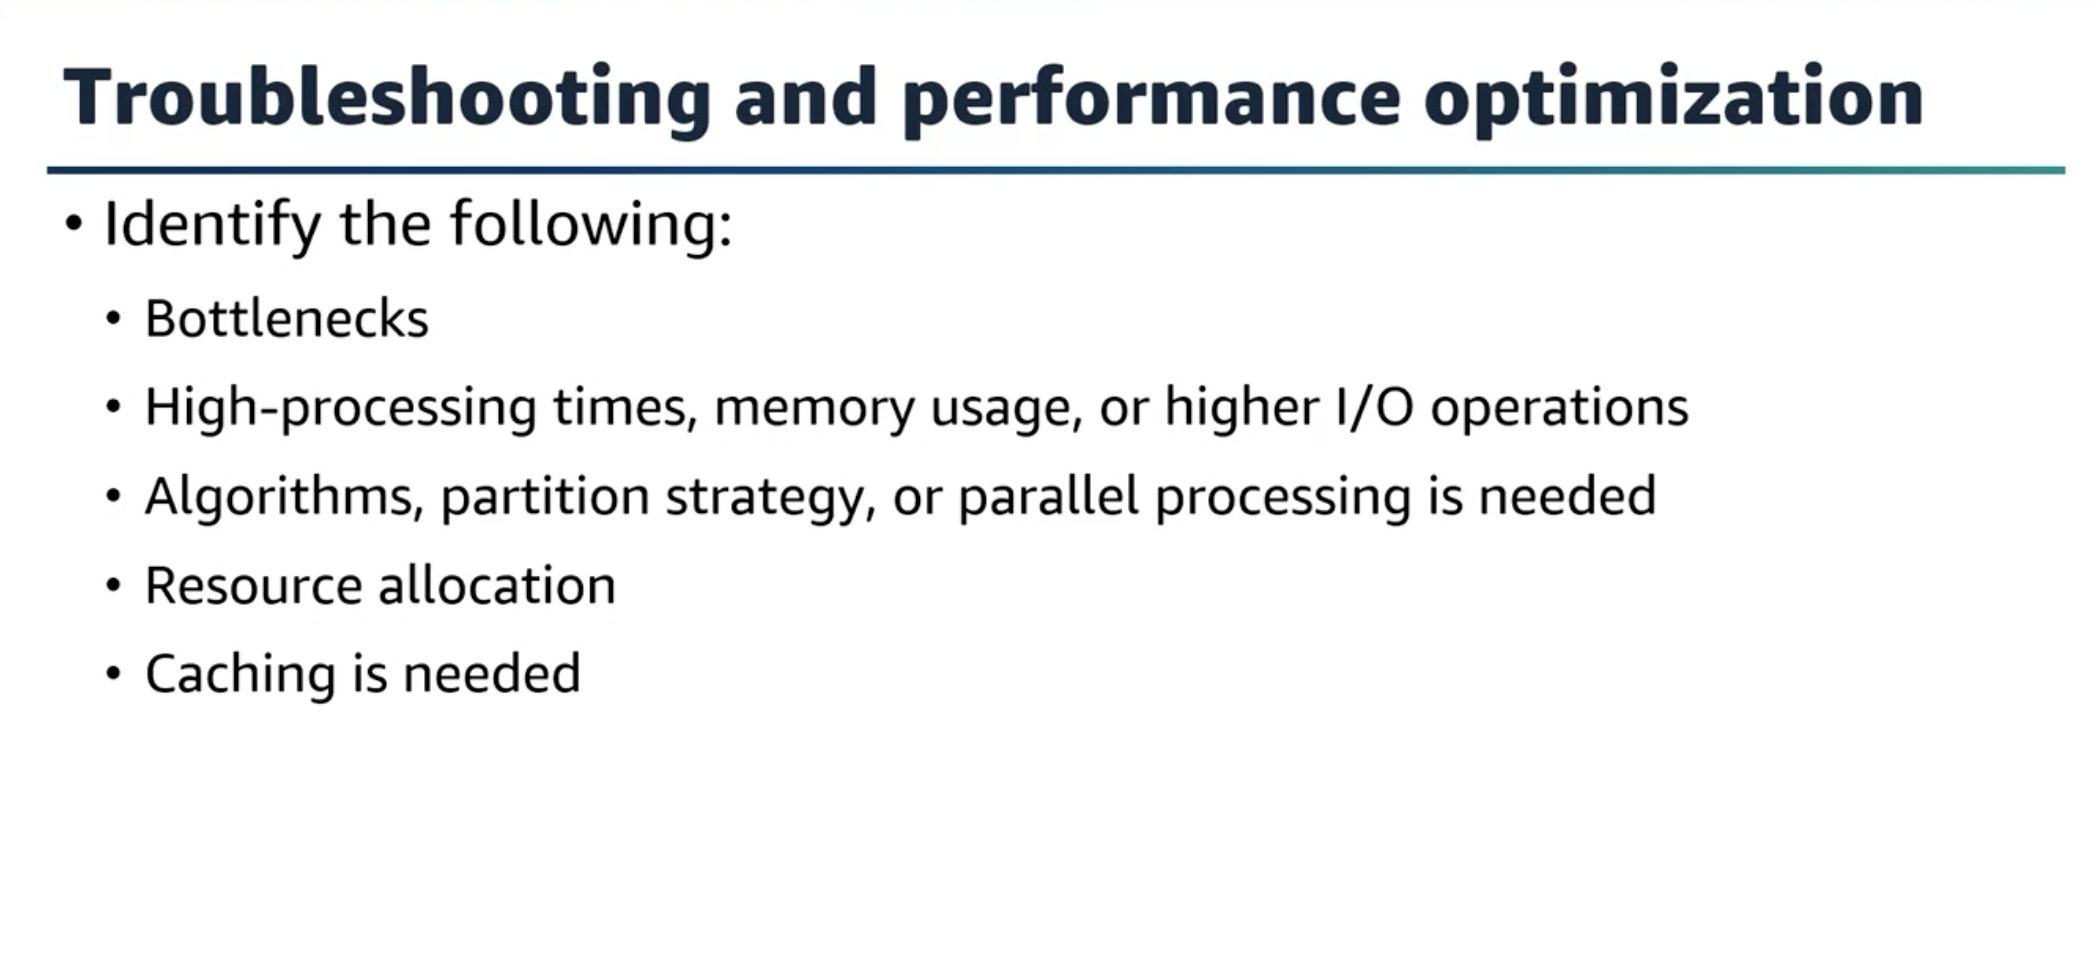 Troubleshooting and performance optimization
• Identify the following:
• Bottlenecks
• High-processing times, memory usage, or higher I/O operations
• Algorithms, partition strategy, or parallel processing is needed
• Resource allocation
• Caching is needed